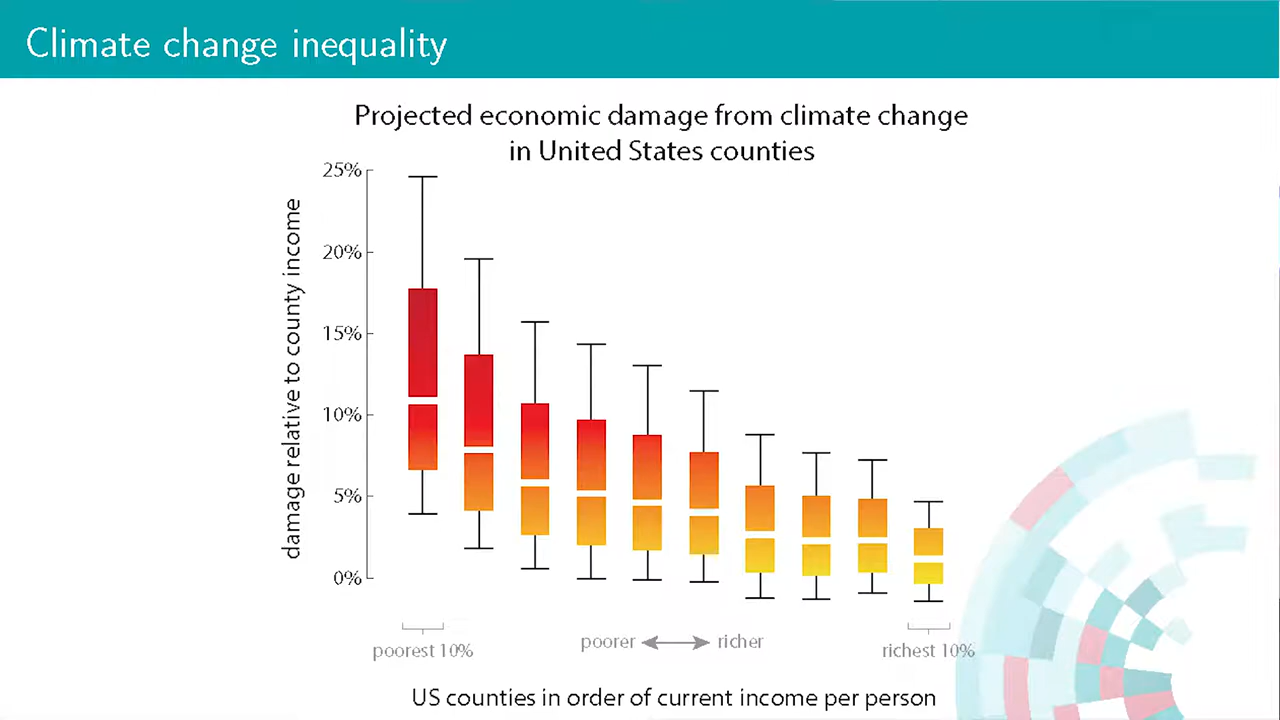 Climate change inequality
Projected economic damage from climate change
in United States counties
damage relative to county income
25%
20%
15%
10%
5%
0%
poorest 10%
poorer
richer
richest 10%
US counties in order of current income per person